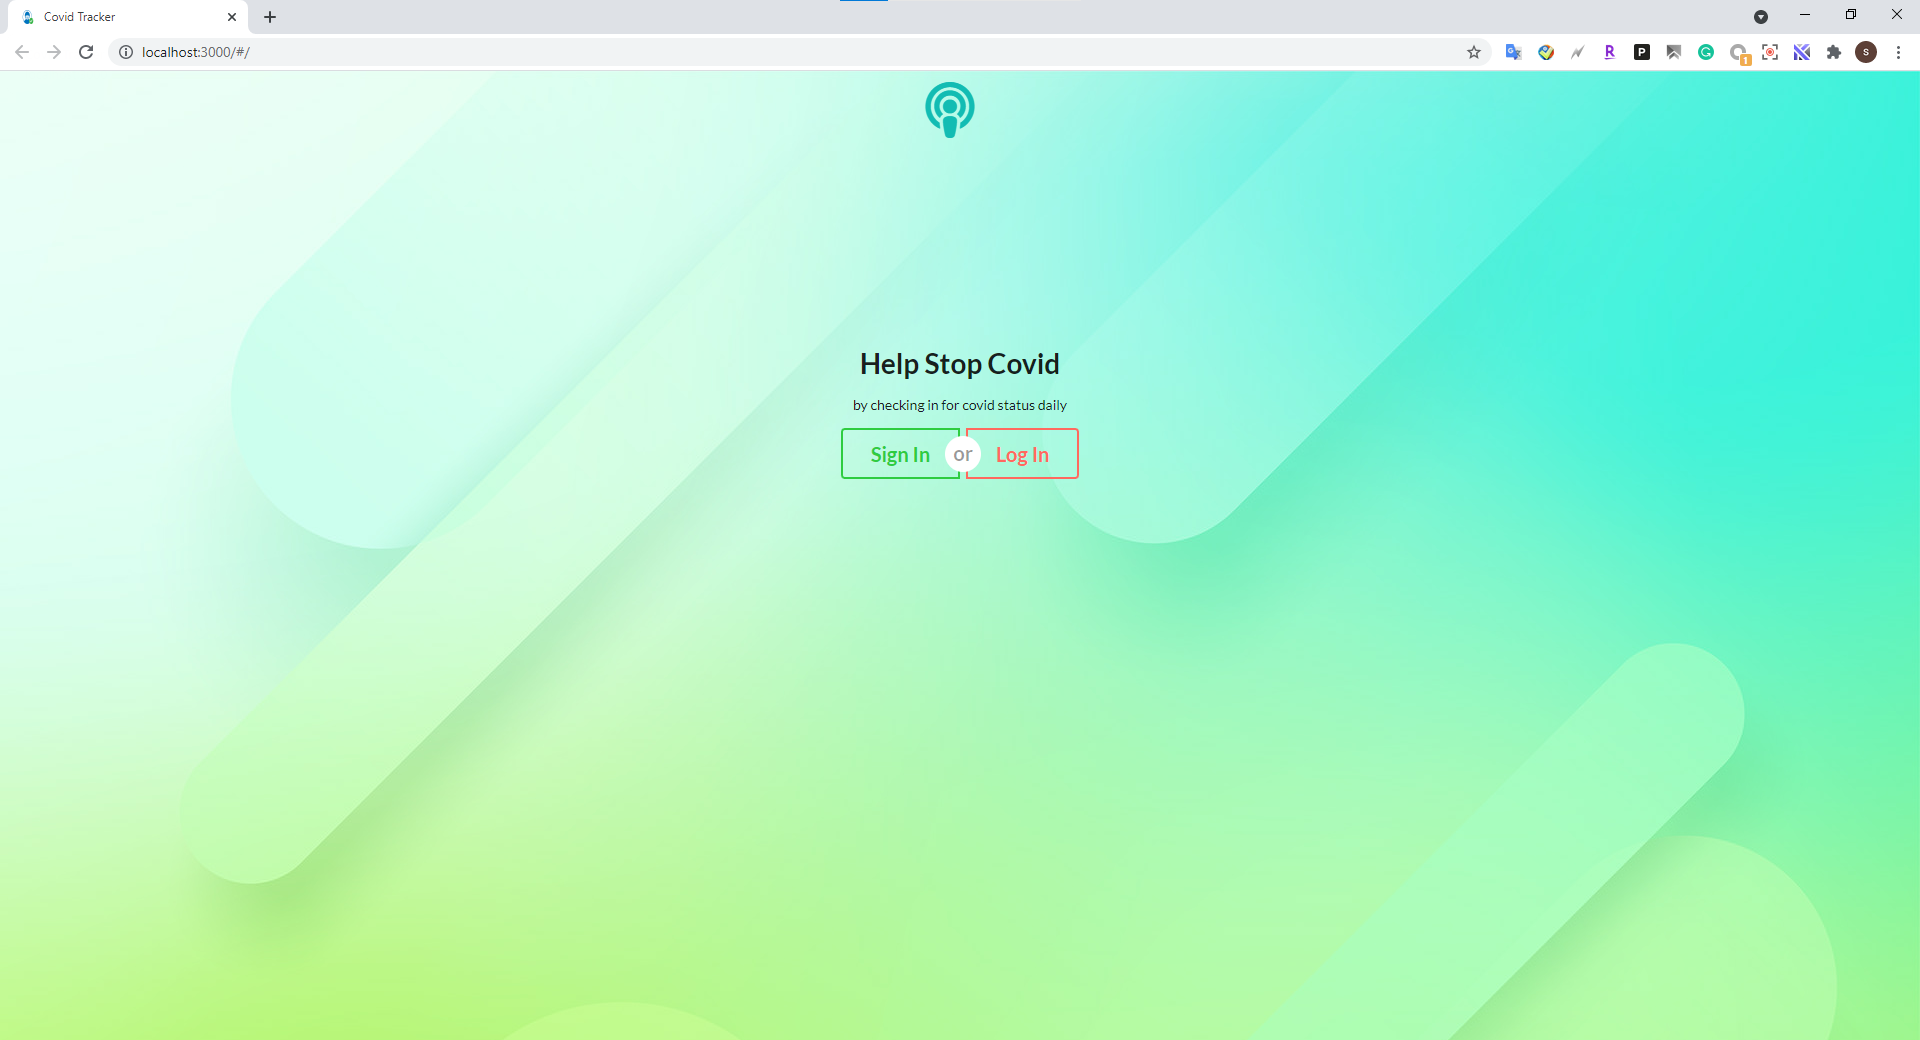 Covid Tracker
localhost:3000/#/
R
P
G
1
s
Help Stop Covid
by checking in for covid status daily
Sign In or Log In